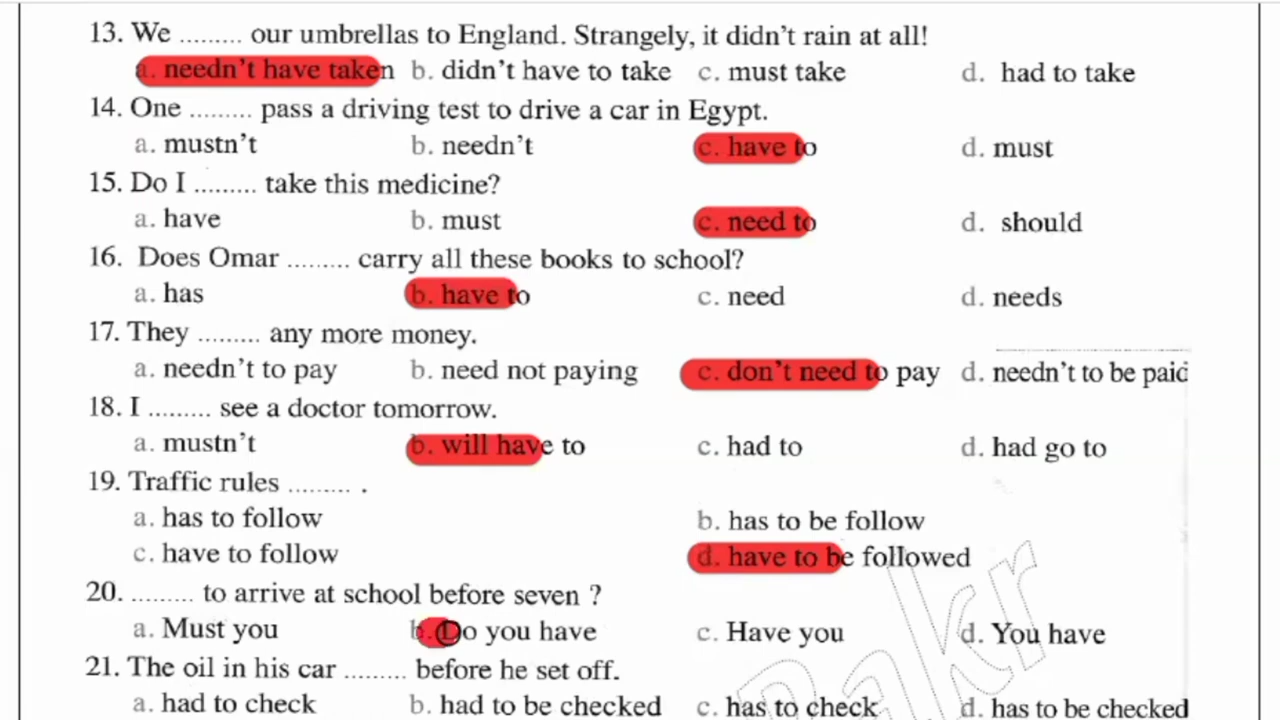 13. We ......... our umbrellas to England. Strangely, it didn't rain at all!
a. needn't have taken b. didn't have to take c. must take d. had to take
14. One ......... pass a driving test to drive a car in Egypt.
a. mustn't b. needn't c. have to d. must
15. Do I ......... take this medicine?
a. have b. must c. need to d. should
16. Does Omar ......... carry all these books to school?
a. has b. have to c. need d. needs
17. They ......... any more money.
a. needn't to pay b. need not paying c. don't need to pay d. needn't to be paid
18. I ......... see a doctor tomorrow.
a. mustn't b. will have to c. had to d. had go to
19. Traffic rules ......... .
a. has to follow b. has to be follow
c. have to follow d. have to be followed
20. ......... to arrive at school before seven ?
a. Must you b. Do you have c. Have you d. You have
21. The oil in his car ......... before he set off.
a. had to check b. had to be checked c. has to check d. has to be checked
Bakr